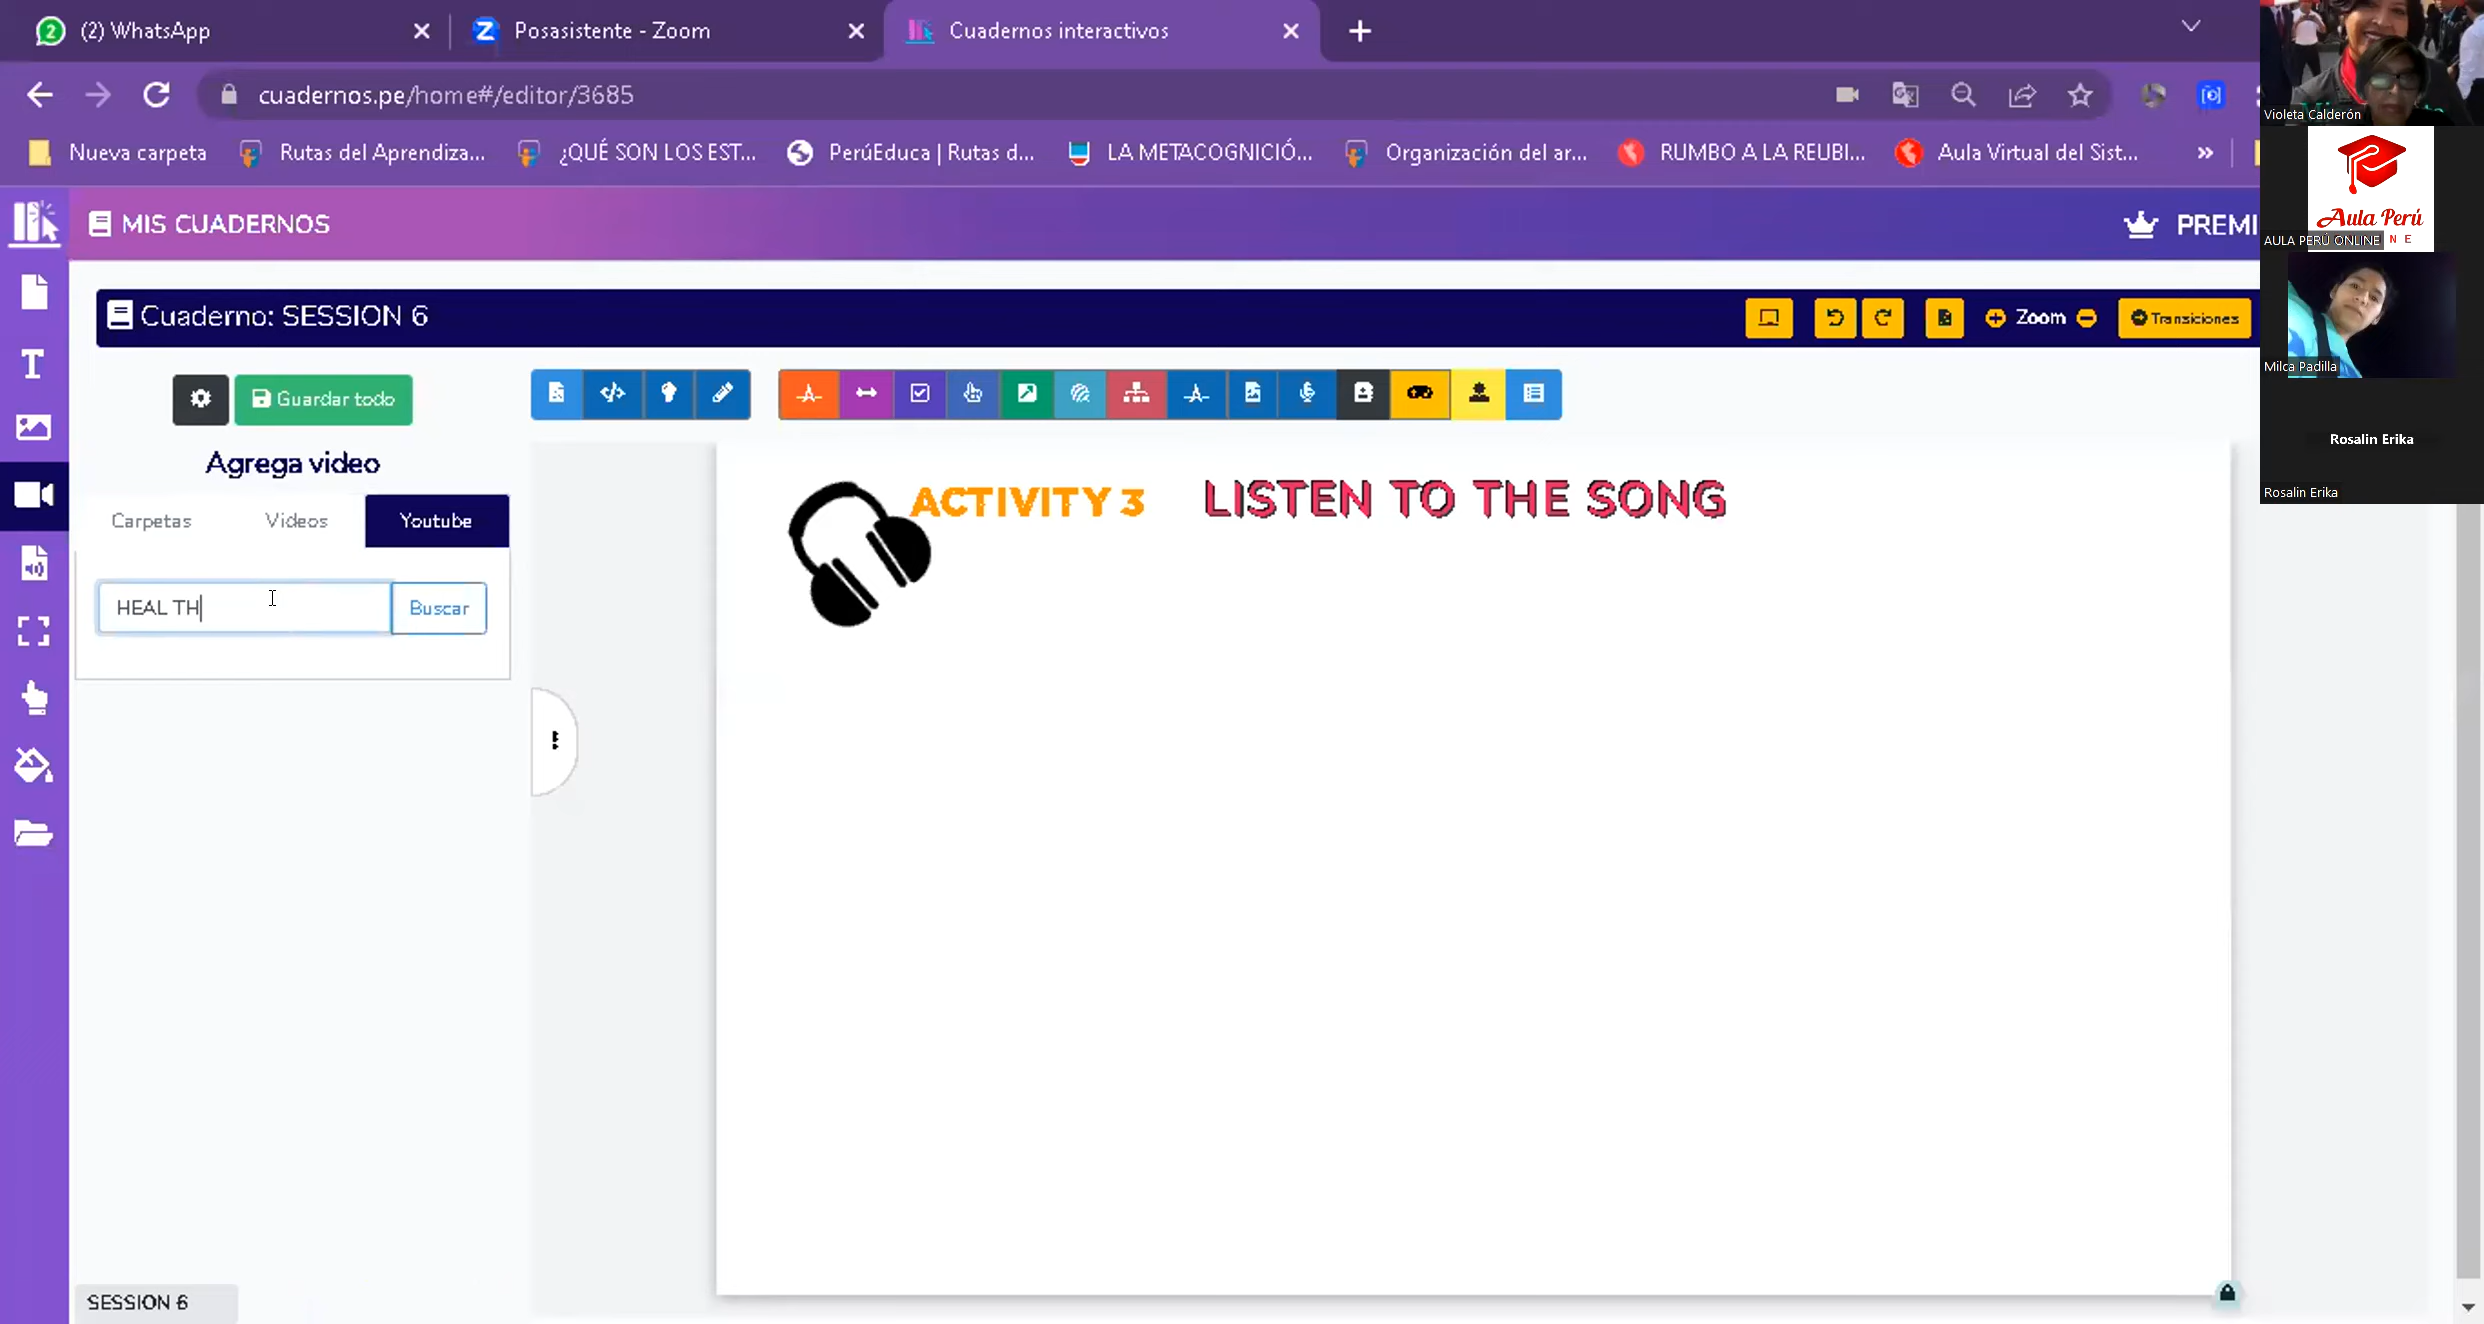 (2) WhatsApp
Posasistente - Zoom
Cuadernos interactivos
cuadernos.pe/home#/editor/3685
Nueva carpeta
Rutas del Aprendiza...
¿QUÉ SON LOS EST...
PerúEduca | Rutas d...
LA METACOGNICIÓ...
Organización del ar...
RUMBO A LA REUBI...
Aula Virtual del Sist...
MIS CUADERNOS
PREMI
Cuaderno: SESSION 6
Zoom
Transiciones
Guardar todo
Agrega video
Carpetas
Videos
Youtube
HEAL TH
Buscar
ACTIVITY 3
LISTEN TO THE SONG
SESSION 6
Violeta Calderón
Aula Perú
AULA PERÚ ONLINE
N E
Milca Padilla
Rosalin Erika
Rosalin Erika